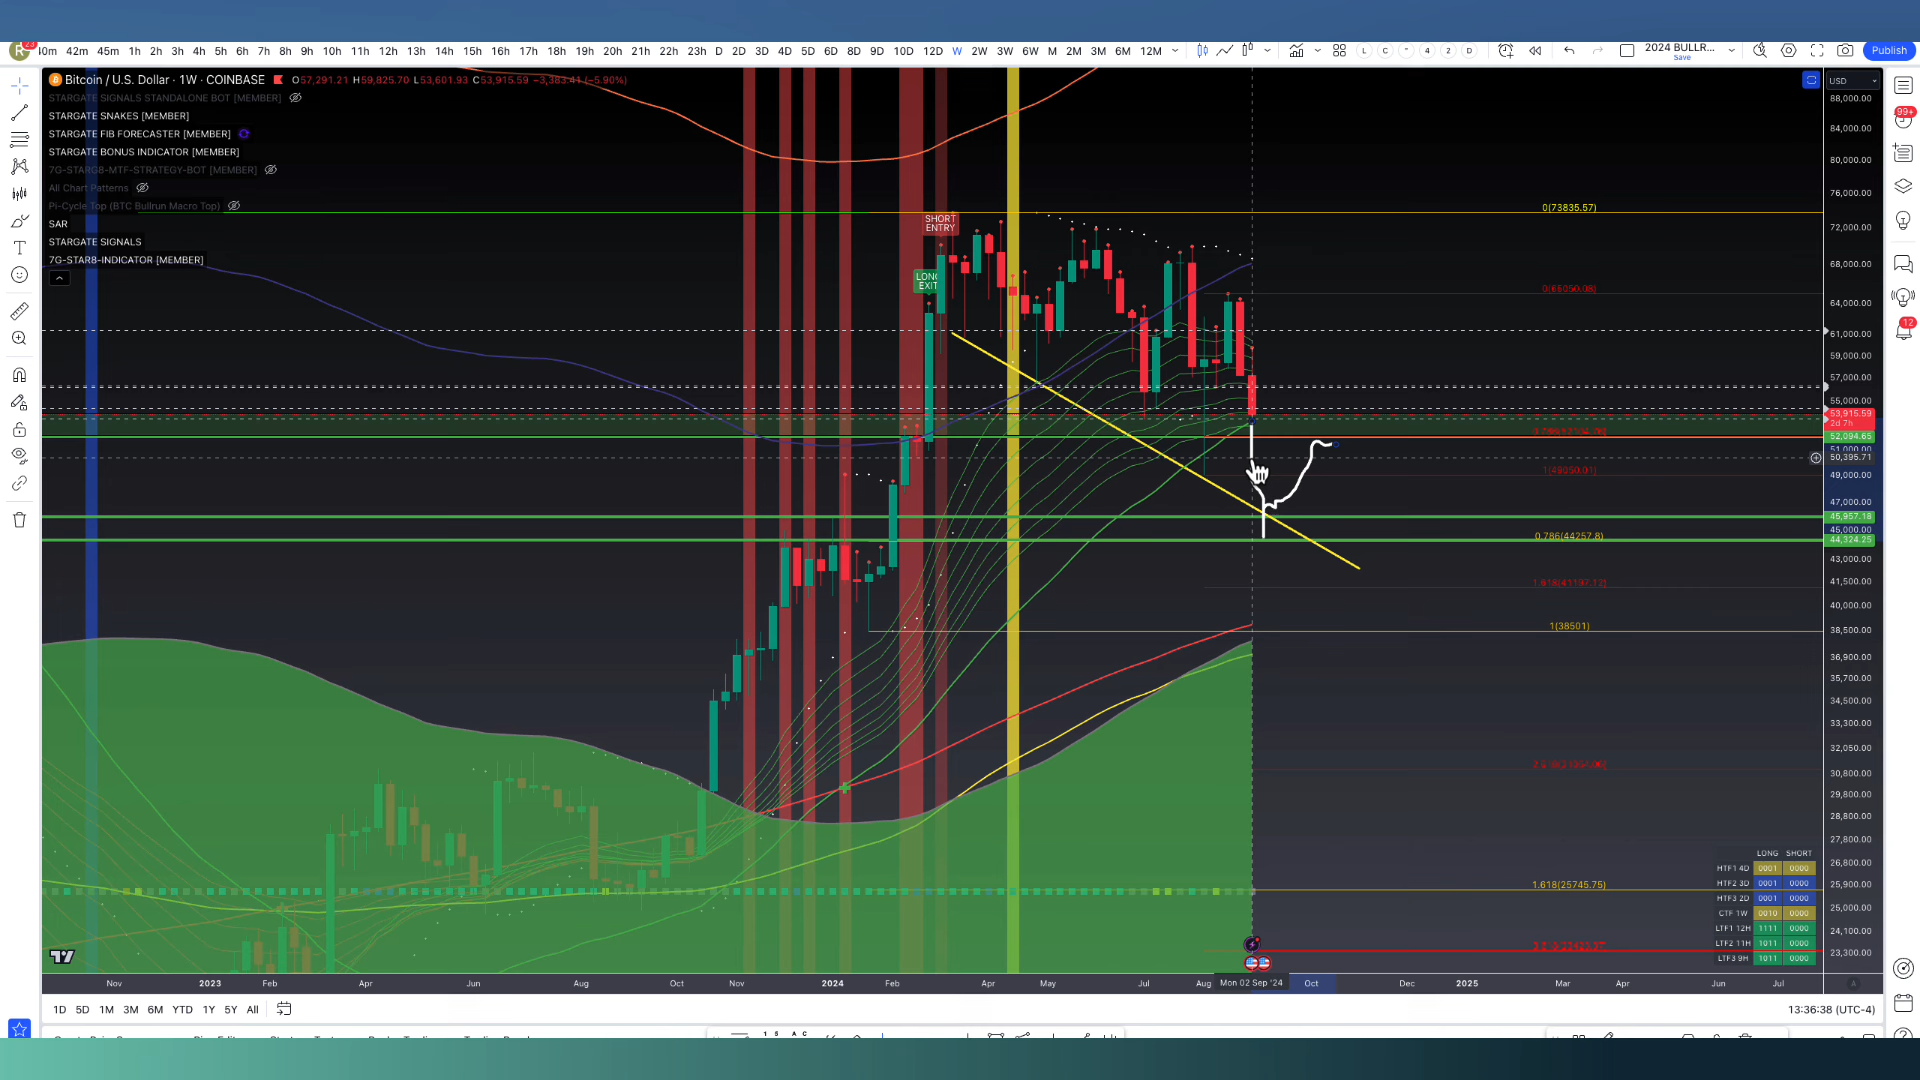 R 23 40m 42m 45m 1h 2h 3h 4h 5h 6h 7h 8h 9h 10h 11h 12h 13h 14h 15h 16h 17h 18h 19h 20h 21h 22h 23h D 2D 3D 4D 5D 6D 8D 9D 10D 12D W 2W 3W 6W M 2M 3M 6M 12M L C 4 2 D 2024 BULLR... Save Publish
Bitcoin / U.S. Dollar · 1W · COINBASE O57,291.21 H59,825.70 L53,601.93 C53,915.59 −3,383.41 (−5.90%)
USD
STARGATE SIGNALS STANDALONE BOT [MEMBER]
STARGATE SNAKES [MEMBER]
STARGATE FIB FORECASTER [MEMBER]
STARGATE BONUS INDICATOR [MEMBER]
7G-STARG8-MTF-STRATEGY-BOT [MEMBER]
All Chart Patterns
Pi-Cycle Top (BTC Bullrun Macro Top)
SAR
STARGATE SIGNALS
7G-STAR8-INDICATOR [MEMBER]
SHORT
ENTRY
LONG
EXIT
0(73835.57)
1(49050.01)
0.786(44257.8)
1.618(41197.12)
1(38501)
1.618(25745.75)
88,000.00
84,000.00
80,000.00
76,000.00
72,000.00
68,000.00
64,000.00
61,000.00
59,000.00
57,000.00
55,000.00
53,915.59
2d 7h
52,094.65
51,000.00
50,395.71
49,000.00
47,000.00
45,957.18
45,000.00
44,324.25
43,000.00
41,500.00
40,000.00
38,500.00
36,900.00
35,700.00
34,500.00
33,300.00
32,050.00
30,800.00
29,800.00
28,800.00
27,800.00
26,800.00
25,900.00
25,000.00
24,100.00
23,300.00
99+
12
LONG SHORT
HTF1 4D 0001 0000
HTF2 3D 0001 0000
HTF3 2D 0001 0000
CTF 1W 0010 0000
LTF1 12H 1111 0000
LTF2 11H 1011 0000
LTF3 9H 1011 0000
Nov 2023 Feb Apr Jun Aug Oct Nov 2024 Feb Apr May Jul Aug Mon 02 Sep '24 Oct Dec 2025 Mar Apr Jun Jul
1D 5D 1M 3M 6M YTD 1Y 5Y All
13:36:38 (UTC-4)